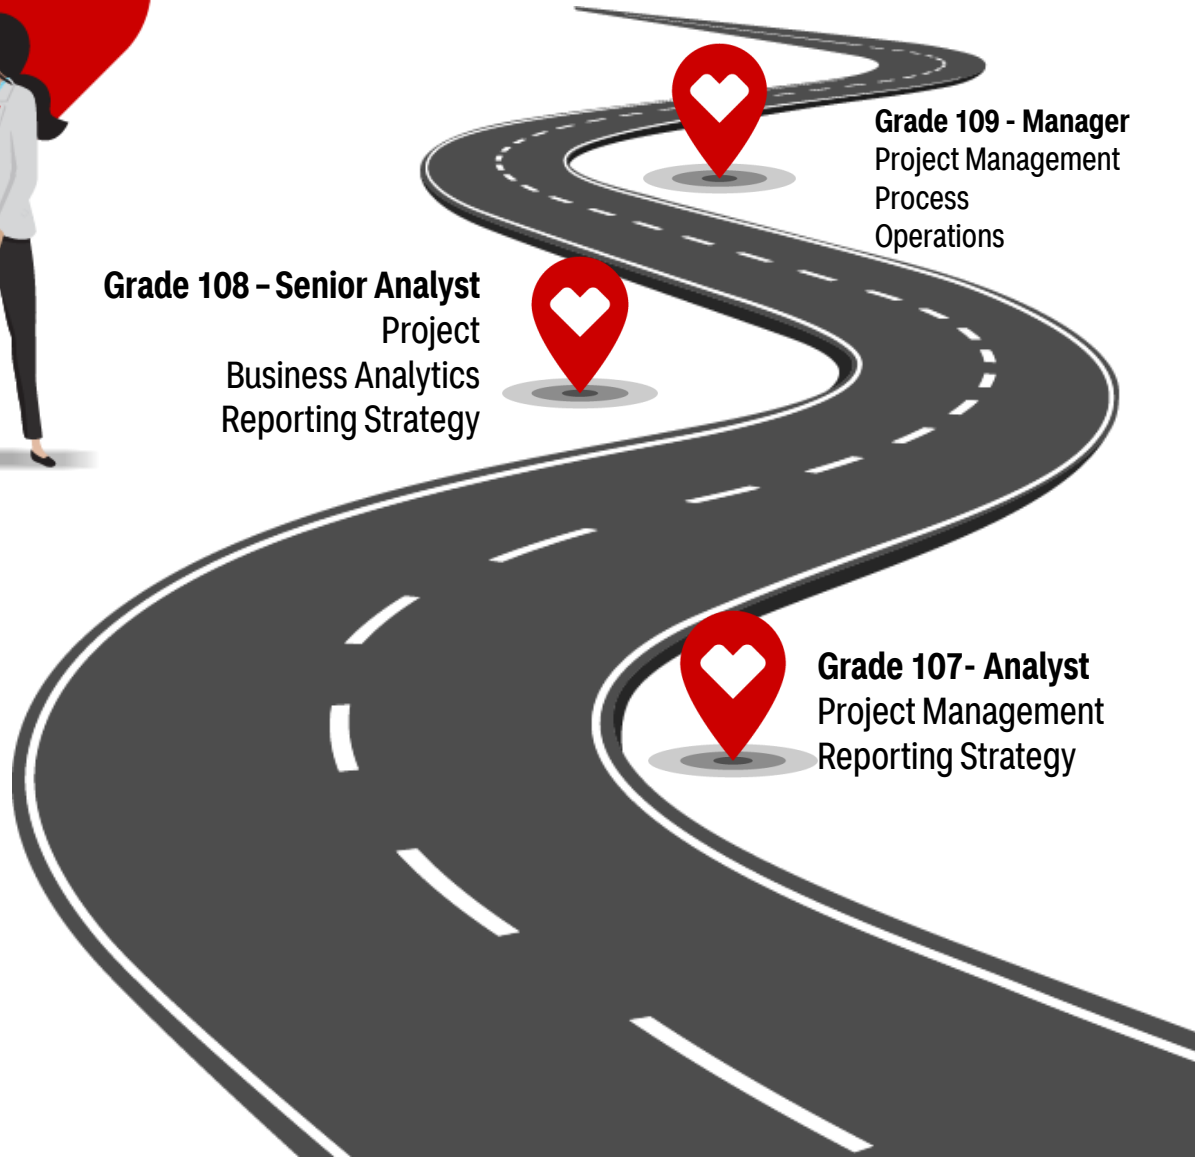 Grade 109 - Manager
Project Management
Process
Operations
Grade 108 – Senior Analyst
Project
Business Analytics
Reporting Strategy
Grade 107- Analyst
Project Management
Reporting Strategy